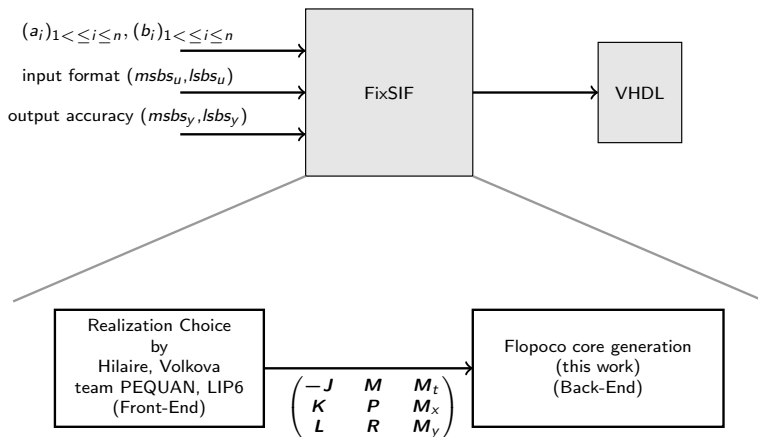 (a_i)_{1<≤i≤n}, (b_i)_{1<≤i≤n}
input format (msbs_u,lsbs_u)
output accuracy (msbs_y,lsbs_y)
FixSIF
VHDL
Realization Choice
by
Hilaire, Volkova
team PEQUAN, LIP6
(Front-End)
−J M M_t
K P M_x
L R M_y
Flopoco core generation
(this work)
(Back-End)